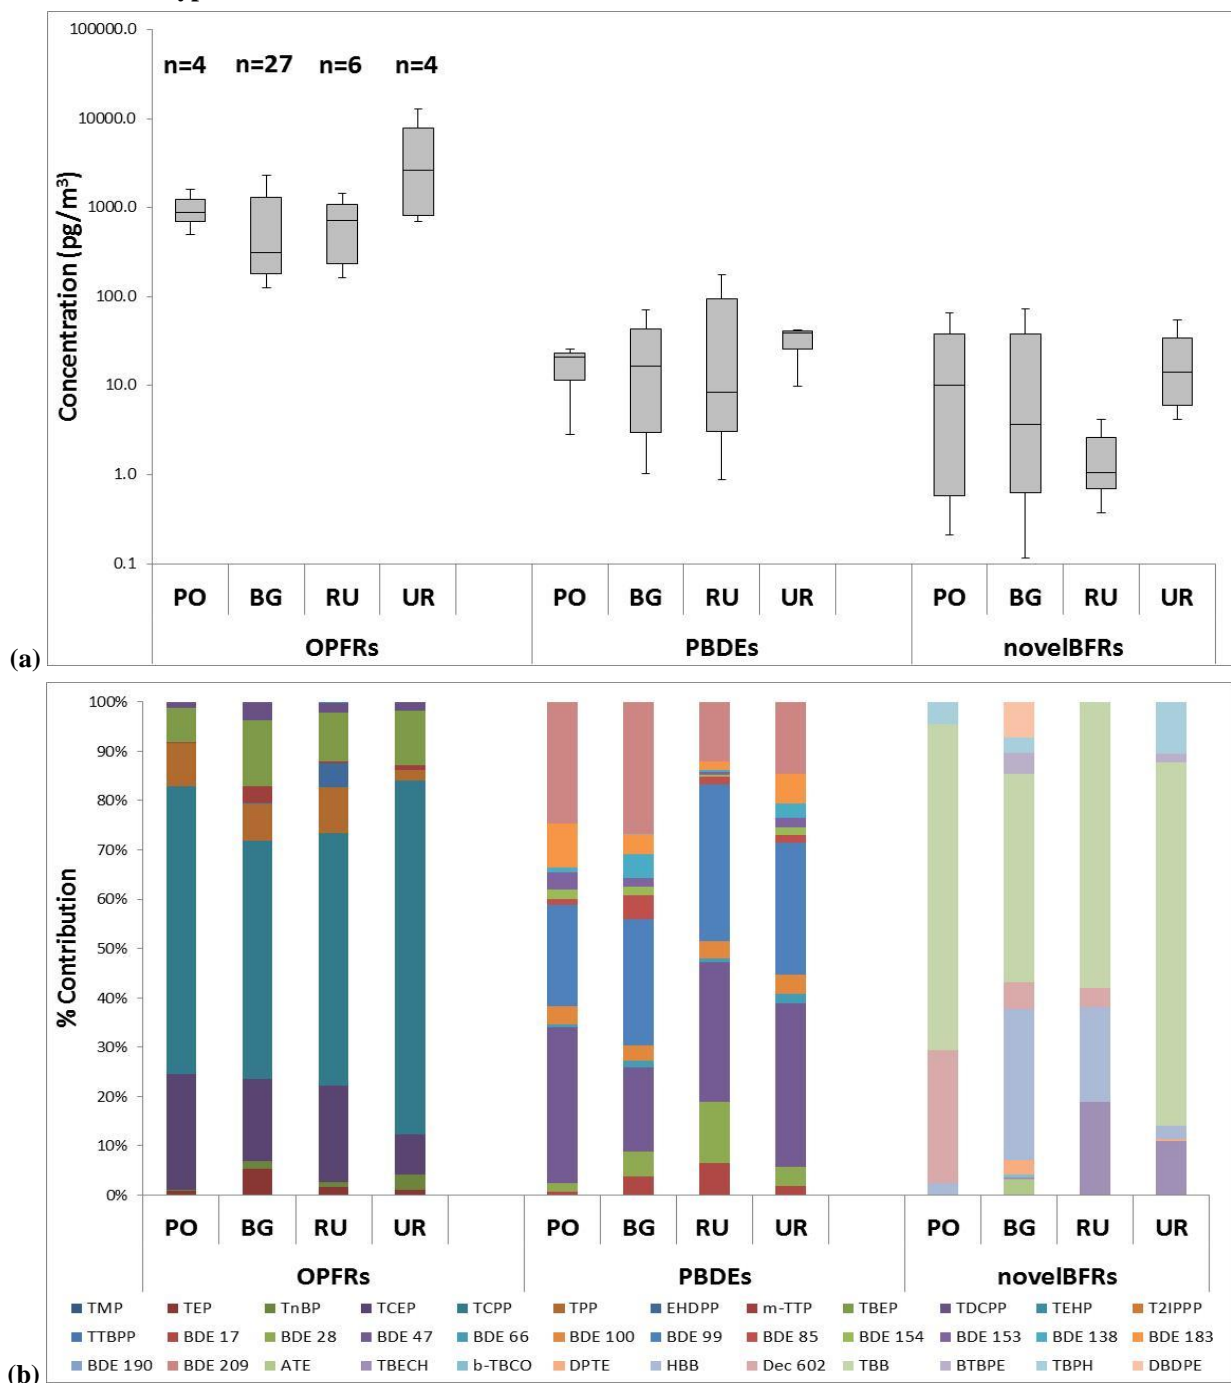 100000.0
n=4 n=27 n=6 n=4
10000.0
1000.0
100.0
10.0
1.0
0.1
Concentration (pg/m³)
PO BG RU UR PO BG RU UR PO BG RU UR
OPFRs PBDEs novelBFRs
(a)
100%
90%
80%
70%
60%
50%
40%
30%
20%
10%
0%
% Contribution
PO BG RU UR PO BG RU UR PO BG RU UR
OPFRs PBDEs novelBFRs
TMP TEP TnBP TCEP TCPP TPP EHDPP m-TTP TBEP TDCPP TEHP T2IPPP
TTBPP BDE 17 BDE 28 BDE 47 BDE 66 BDE 100 BDE 99 BDE 85 BDE 154 BDE 153 BDE 138 BDE 183
BDE 190 BDE 209 ATE TBECH b-TBCO DPTE HBB Dec 602 TBB BTBPE TBPH DBDPE
(b)